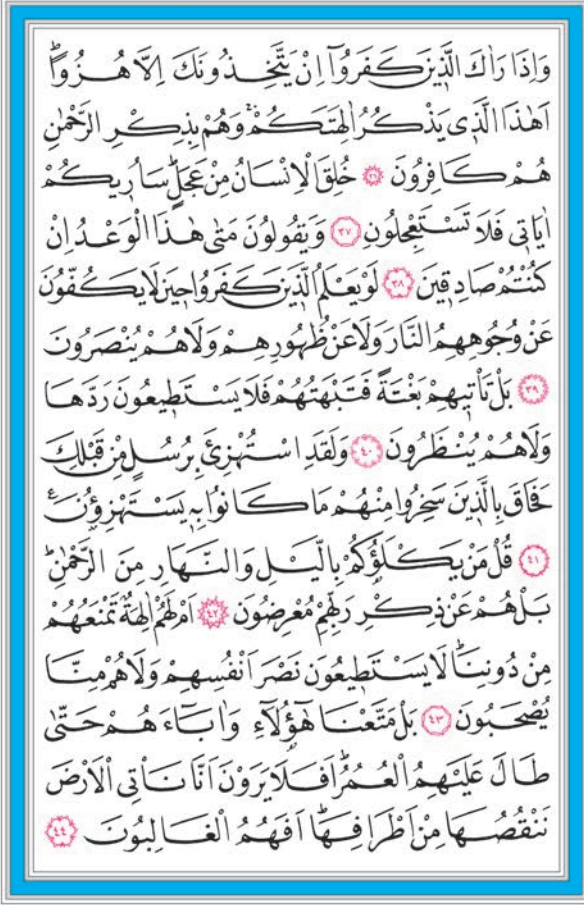 وَاِذَا رَاٰكَ الَّذِينَ كَفَرُٓوا اِنْ يَتَّخِذُونَكَ اِلَّا هُزُوًاۜ
اَهٰذَا الَّذِى يَذْكُرُ اٰلِهَتَكُمْۚ وَهُمْ بِذِكْرِ الرَّحْمٰنِ
هُمْ كَافِرُونَ ﴿٣٦﴾ خُلِقَ الْاِنْسَانُ مِنْ عَجَلٍۜ سَاُرِيكُمْ
اٰيَاتِى فَلَا تَسْتَعْجِلُونِ ﴿٣٧﴾ وَيَقُولُونَ مَتٰى هٰذَا الْوَعْدُ اِنْ
كُنْتُمْ صَادِقِينَ ﴿٣٨﴾ لَوْ يَعْلَمُ الَّذِينَ كَفَرُوا حِينَ لَا يَكُفُّونَ
عَنْ وُجُوهِهِمُ النَّارَ وَلَا عَنْ ظُهُورِهِمْ وَلَا هُمْ يُنْصَرُونَ
﴿٣٩﴾ بَلْ تَأْتِيهِمْ بَغْتَةً فَتَبْهَتُهُمْ فَلَا يَسْتَطِيعُونَ رَدَّهَا
وَلَا هُمْ يُنْظَرُونَ ﴿٤٠﴾ وَلَقَدِ اسْتُهْزِئَ بِرُسُلٍ مِنْ قَبْلِكَ
فَحَاقَ بِالَّذِينَ سَخِرُوا مِنْهُمْ مَا كَانُوا بِهِ يَسْتَهْزِؤُنَ۟ ع
﴿٤١﴾ قُلْ مَنْ يَكْلَؤُكُمْ بِالَّيْلِ وَالنَّهَارِ مِنَ الرَّحْمٰنِۜ
بَلْ هُمْ عَنْ ذِكْرِ رَبِّهِمْ مُعْرِضُونَ ﴿٤٢﴾ اَمْ لَهُمْ اٰلِهَةٌ تَمْنَعُهُمْ
مِنْ دُونِنَاۜ لَا يَسْتَطِيعُونَ نَصْرَ اَنْفُسِهِمْ وَلَا هُمْ مِنَّا
يُصْحَبُونَ ﴿٤٣﴾ بَلْ مَتَّعْنَا هٰٓؤُ۬لَٓاءِ وَاٰبَٓاءَهُمْ حَتّٰى
طَالَ عَلَيْهِمُ الْعُمُرُۜ اَفَلَا يَرَوْنَ اَنَّا نَأْتِى الْاَرْضَ
نَنْقُصُهَا مِنْ اَطْرَافِهَاۜ اَفَهُمُ الْغَالِبُونَ ﴿٤٤﴾